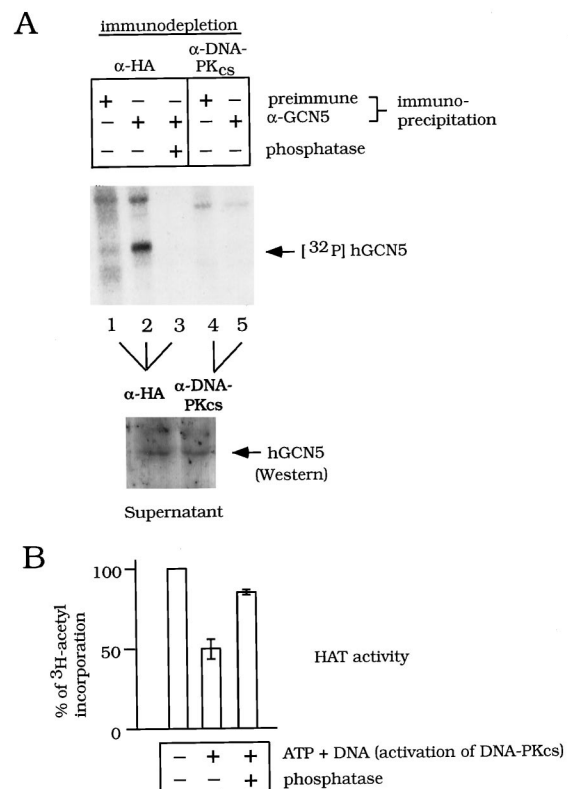 A
immunodepletion
α-HA
α-DNA-
PKcs
+ – – + – preimmune
– + + – + α-GCN5
immuno-
precipitation
– – + – – phosphatase
[32P] hGCN5
1 2 3 4 5
α-HA
α-DNA-
PKcs
hGCN5
(Western)
Supernatant
B
% of 3H-acetyl
incorporation
100
50
0
HAT activity
– + + ATP + DNA (activation of DNA-PKcs)
– – + phosphatase